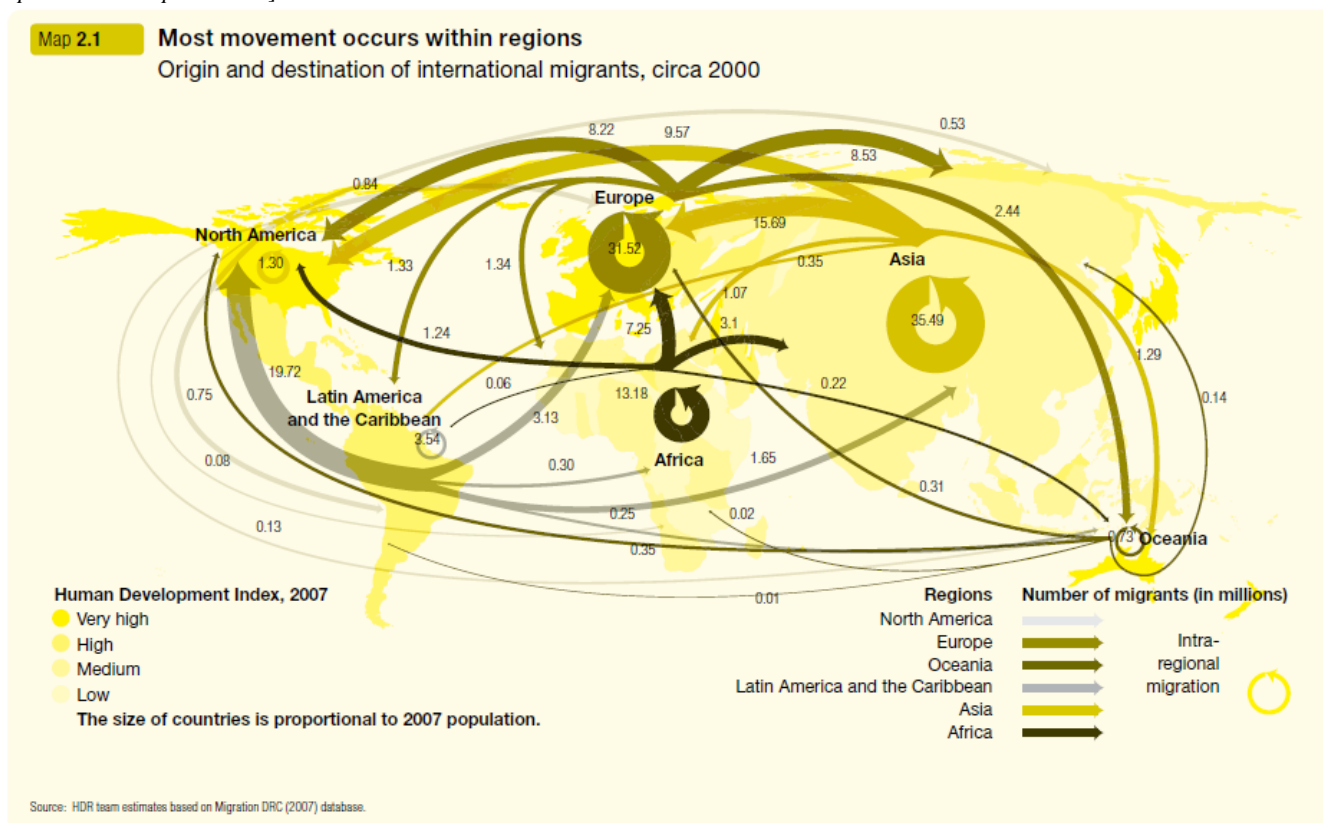 Map 2.1
Most movement occurs within regions
Origin and destination of international migrants, circa 2000
8.22
9.57
0.53
8.53
0.84
Europe
2.44
North America
15.69
31.52
1.30
1.33
1.34
0.35
Asia
1.07
35.49
1.24
7.25
3.1
1.29
19.72
0.06
0.22
0.75
Latin America
and the Caribbean
13.18
0.14
3.13
3.54
0.08
0.30
Africa
1.65
0.31
0.13
0.25
0.02
0.35
0.73
Oceania
0.01
Human Development Index, 2007
Very high
High
Medium
Low
The size of countries is proportional to 2007 population.
Regions
Number of migrants (in millions)
North America
Europe
Oceania
Latin America and the Caribbean
Asia
Africa
Intra-
regional
migration
Source: HDR team estimates based on Migration DRC (2007) database.